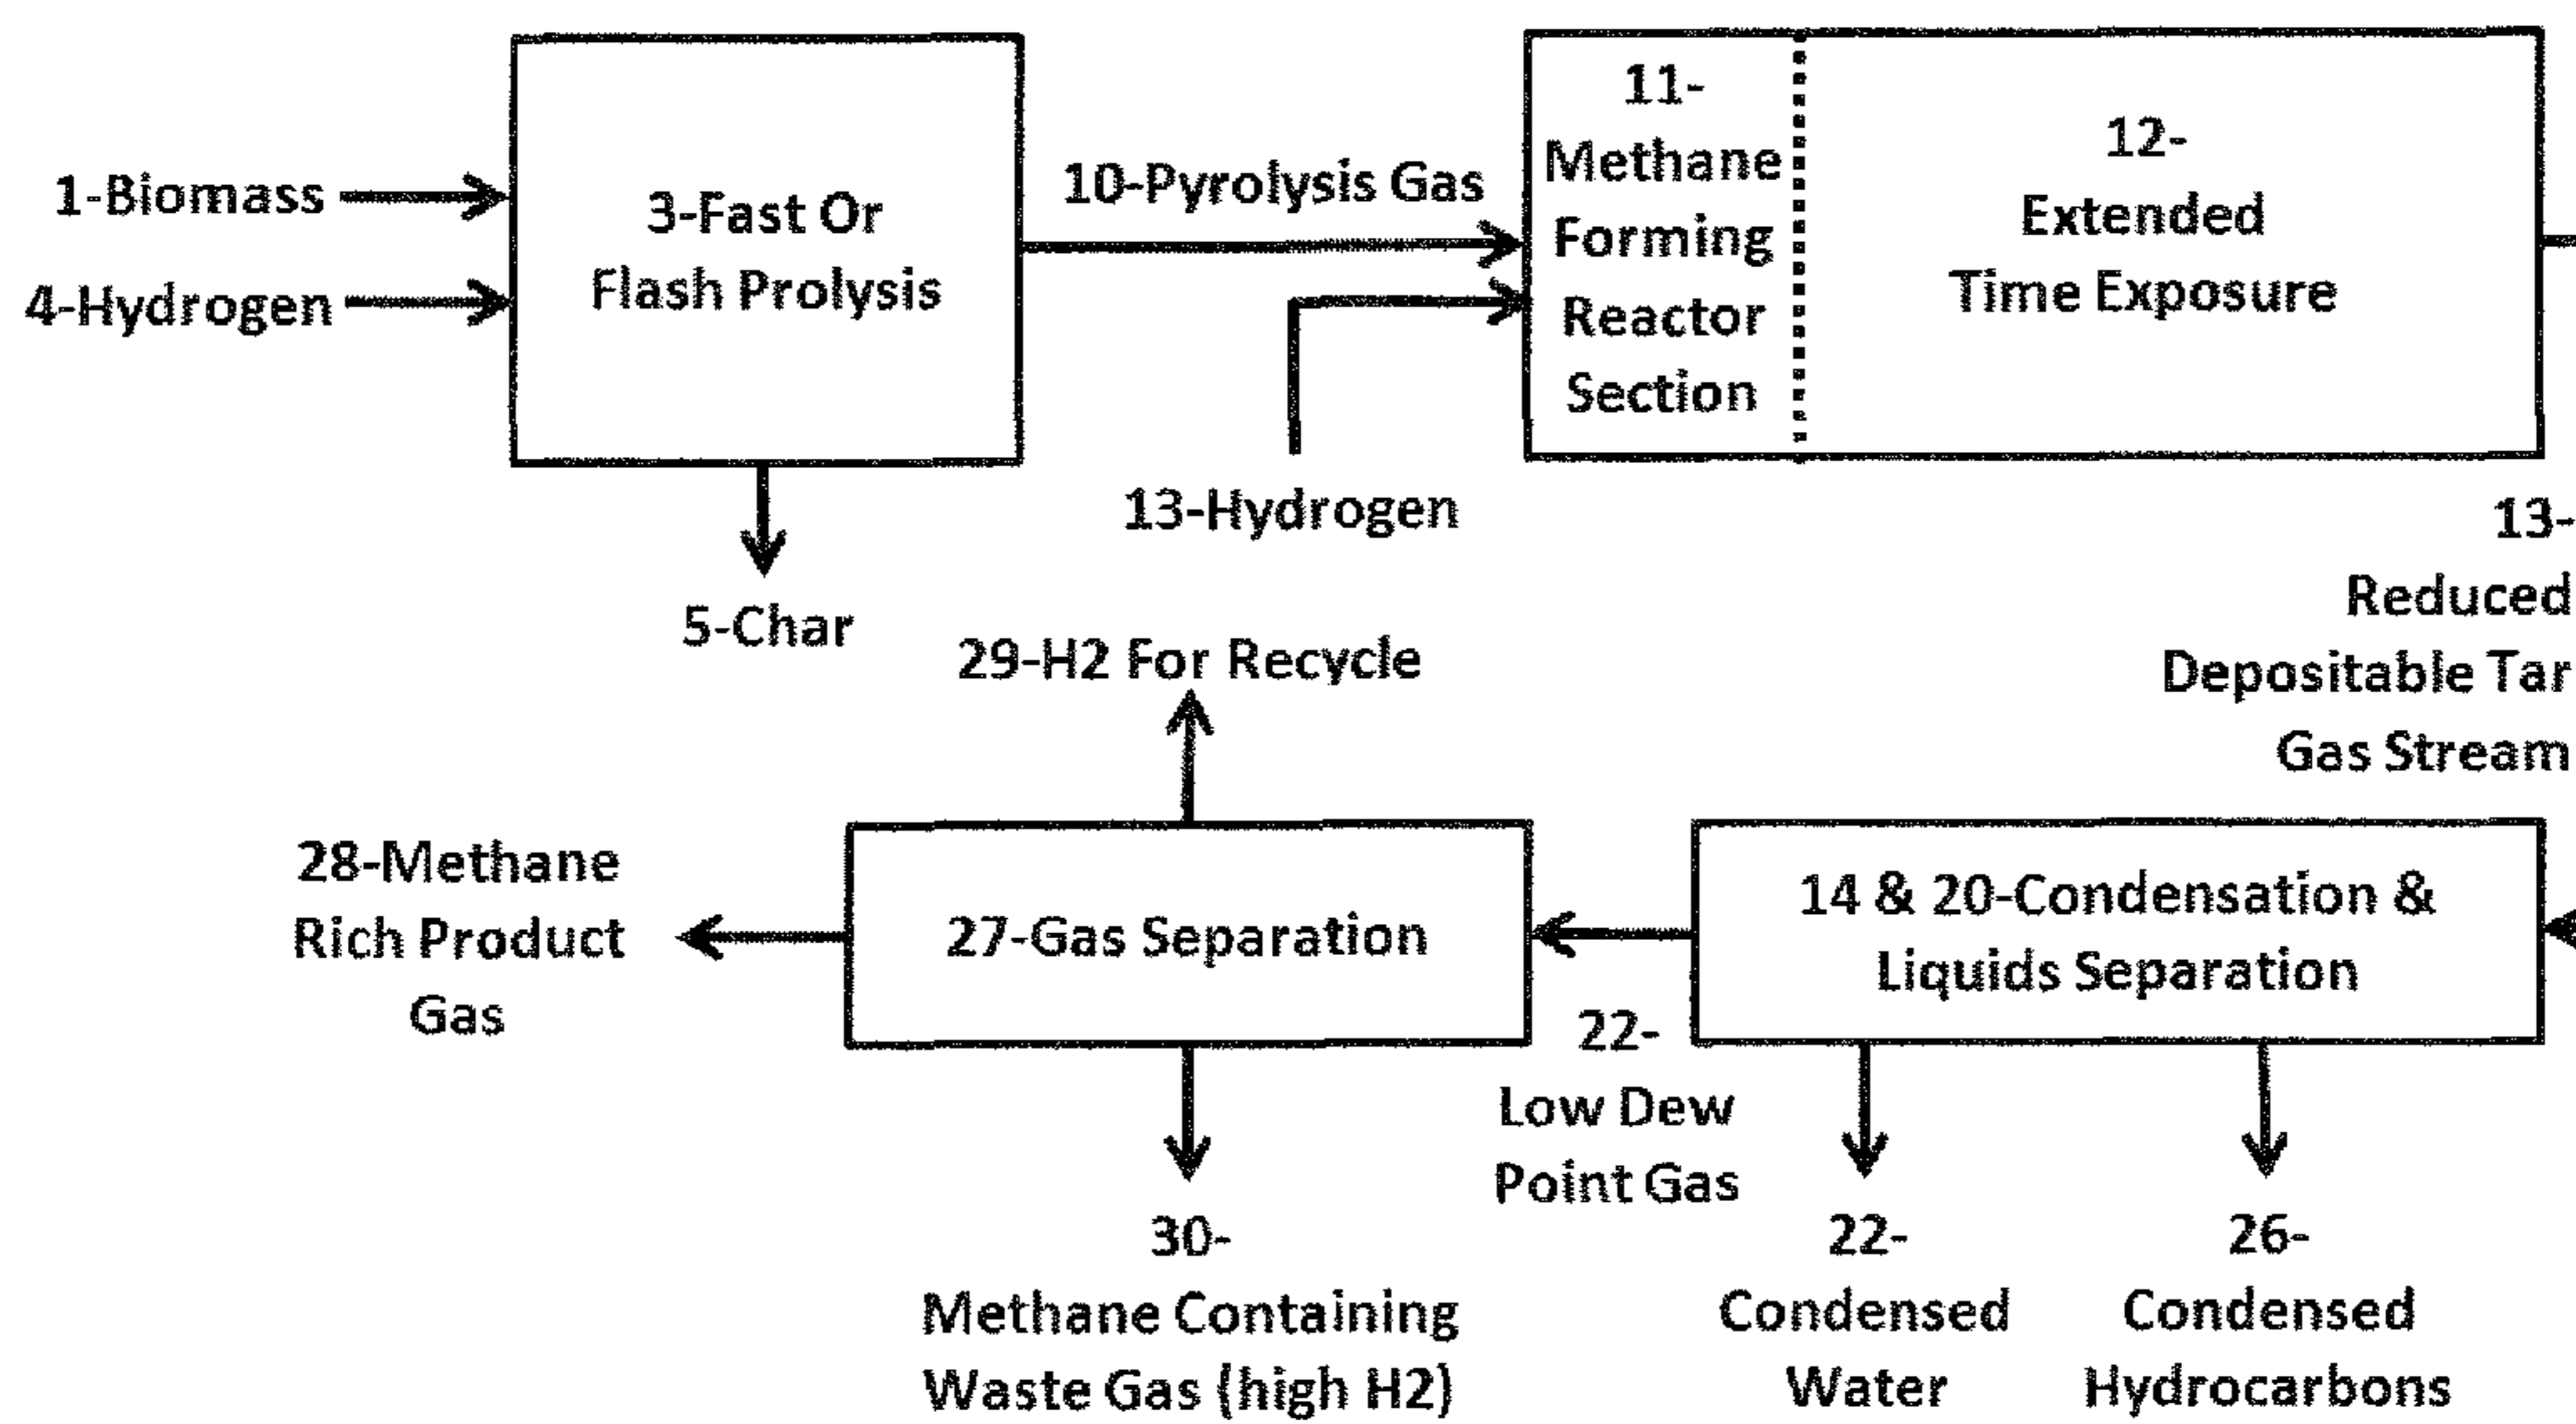 1-Biomass
4-Hydrogen
3-Fast Or
Flash Prolysis
5-Char
10-Pyrolysis Gas
13-Hydrogen
11-
Methane
Forming
Reactor
Section
12-
Extended
Time Exposure
13-
Reduced
Depositable Tar
Gas Stream
14 & 20-Condensation &
Liquids Separation
22-
Condensed
Water
26-
Condensed
Hydrocarbons
22-
Low Dew
Point Gas
27-Gas Separation
29-H2 For Recycle
28-Methane
Rich Product
Gas
30-
Methane Containing
Waste Gas (high H2)